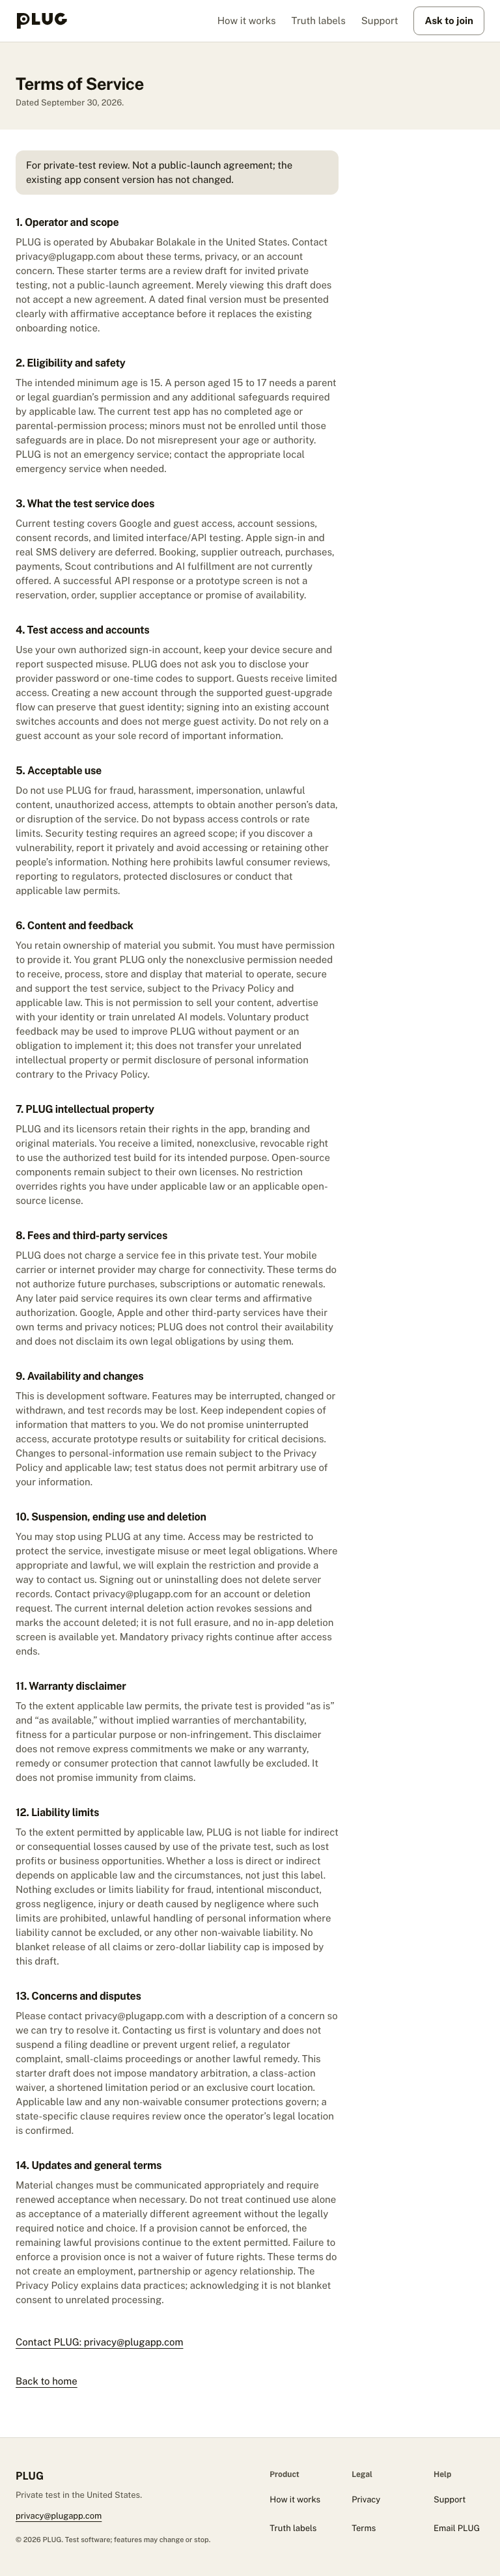 PLUG
How it works
Truth labels
Support
Ask to join
Terms of Service
Dated September 30, 2026.
For private-test review. Not a public-launch agreement; the
existing app consent version has not changed.
1. Operator and scope
PLUG is operated by Abubakar Bolakale in the United States. Contact
privacy@plugapp.com about these terms, privacy, or an account
concern. These starter terms are a review draft for invited private
testing, not a public-launch agreement. Merely viewing this draft does
not accept a new agreement. A dated final version must be presented
clearly with affirmative acceptance before it replaces the existing
onboarding notice.
2. Eligibility and safety
The intended minimum age is 15. A person aged 15 to 17 needs a parent
or legal guardian’s permission and any additional safeguards required
by applicable law. The current test app has no completed age or
parental-permission process; minors must not be enrolled until those
safeguards are in place. Do not misrepresent your age or authority.
PLUG is not an emergency service; contact the appropriate local
emergency service when needed.
3. What the test service does
Current testing covers Google and guest access, account sessions,
consent records, and limited interface/API testing. Apple sign-in and
real SMS delivery are deferred. Booking, supplier outreach, purchases,
payments, Scout contributions and AI fulfillment are not currently
offered. A successful API response or a prototype screen is not a
reservation, order, supplier acceptance or promise of availability.
4. Test access and accounts
Use your own authorized sign-in account, keep your device secure and
report suspected misuse. PLUG does not ask you to disclose your
provider password or one-time codes to support. Guests receive limited
access. Creating a new account through the supported guest-upgrade
flow can preserve that guest identity; signing into an existing account
switches accounts and does not merge guest activity. Do not rely on a
guest account as your sole record of important information.
5. Acceptable use
Do not use PLUG for fraud, harassment, impersonation, unlawful
content, unauthorized access, attempts to obtain another person’s data,
or disruption of the service. Do not bypass access controls or rate
limits. Security testing requires an agreed scope; if you discover a
vulnerability, report it privately and avoid accessing or retaining other
people’s information. Nothing here prohibits lawful consumer reviews,
reporting to regulators, protected disclosures or conduct that
applicable law permits.
6. Content and feedback
You retain ownership of material you submit. You must have permission
to provide it. You grant PLUG only the nonexclusive permission needed
to receive, process, store and display that material to operate, secure
and support the test service, subject to the Privacy Policy and
applicable law. This is not permission to sell your content, advertise
with your identity or train unrelated AI models. Voluntary product
feedback may be used to improve PLUG without payment or an
obligation to implement it; this does not transfer your unrelated
intellectual property or permit disclosure of personal information
contrary to the Privacy Policy.
7. PLUG intellectual property
PLUG and its licensors retain their rights in the app, branding and
original materials. You receive a limited, nonexclusive, revocable right
to use the authorized test build for its intended purpose. Open-source
components remain subject to their own licenses. No restriction
overrides rights you have under applicable law or an applicable open-
source license.
8. Fees and third-party services
PLUG does not charge a service fee in this private test. Your mobile
carrier or internet provider may charge for connectivity. These terms do
not authorize future purchases, subscriptions or automatic renewals.
Any later paid service requires its own clear terms and affirmative
authorization. Google, Apple and other third-party services have their
own terms and privacy notices; PLUG does not control their availability
and does not disclaim its own legal obligations by using them.
9. Availability and changes
This is development software. Features may be interrupted, changed or
withdrawn, and test records may be lost. Keep independent copies of
information that matters to you. We do not promise uninterrupted
access, accurate prototype results or suitability for critical decisions.
Changes to personal-information use remain subject to the Privacy
Policy and applicable law; test status does not permit arbitrary use of
your information.
10. Suspension, ending use and deletion
You may stop using PLUG at any time. Access may be restricted to
protect the service, investigate misuse or meet legal obligations. Where
appropriate and lawful, we will explain the restriction and provide a
way to contact us. Signing out or uninstalling does not delete server
records. Contact privacy@plugapp.com for an account or deletion
request. The current internal deletion action revokes sessions and
marks the account deleted; it is not full erasure, and no in-app deletion
screen is available yet. Mandatory privacy rights continue after access
ends.
11. Warranty disclaimer
To the extent applicable law permits, the private test is provided “as is”
and “as available,” without implied warranties of merchantability,
fitness for a particular purpose or non-infringement. This disclaimer
does not remove express commitments we make or any warranty,
remedy or consumer protection that cannot lawfully be excluded. It
does not promise immunity from claims.
12. Liability limits
To the extent permitted by applicable law, PLUG is not liable for indirect
or consequential losses caused by use of the private test, such as lost
profits or business opportunities. Whether a loss is direct or indirect
depends on applicable law and the circumstances, not just this label.
Nothing excludes or limits liability for fraud, intentional misconduct,
gross negligence, injury or death caused by negligence where such
limits are prohibited, unlawful handling of personal information where
liability cannot be excluded, or any other non-waivable liability. No
blanket release of all claims or zero-dollar liability cap is imposed by
this draft.
13. Concerns and disputes
Please contact privacy@plugapp.com with a description of a concern so
we can try to resolve it. Contacting us first is voluntary and does not
suspend a filing deadline or prevent urgent relief, a regulator
complaint, small-claims proceedings or another lawful remedy. This
starter draft does not impose mandatory arbitration, a class-action
waiver, a shortened limitation period or an exclusive court location.
Applicable law and any non-waivable consumer protections govern; a
state-specific clause requires review once the operator’s legal location
is confirmed.
14. Updates and general terms
Material changes must be communicated appropriately and require
renewed acceptance when necessary. Do not treat continued use alone
as acceptance of a materially different agreement without the legally
required notice and choice. If a provision cannot be enforced, the
remaining lawful provisions continue to the extent permitted. Failure to
enforce a provision once is not a waiver of future rights. These terms do
not create an employment, partnership or agency relationship. The
Privacy Policy explains data practices; acknowledging it is not blanket
consent to unrelated processing.
Contact PLUG: privacy@plugapp.com
Back to home
PLUG
Private test in the United States.
privacy@plugapp.com
© 2026 PLUG. Test software; features may change or stop.
Product
How it works
Truth labels
Legal
Privacy
Terms
Help
Support
Email PLUG